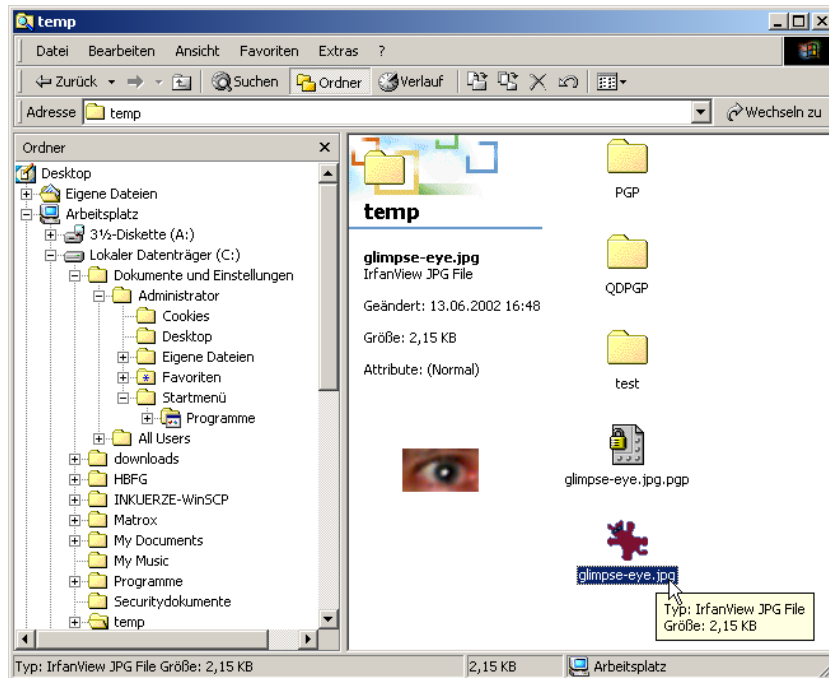 temp
Datei Bearbeiten Ansicht Favoriten Extras ?
Zurück Suchen Ordner Verlauf
Adresse temp Wechseln zu
Ordner
Desktop
Eigene Dateien
Arbeitsplatz
3½-Diskette (A:)
Lokaler Datenträger (C:)
Dokumente und Einstellungen
Administrator
Cookies
Desktop
Eigene Dateien
Favoriten
Startmenü
Programme
All Users
downloads
HBFG
INKUERZE-WinSCP
Matrox
My Documents
My Music
Programme
Securitydokumente
temp
temp
glimpse-eye.jpg
IrfanView JPG File
Geändert: 13.06.2002 16:48
Größe: 2,15 KB
Attribute: (Normal)
PGP
QDPGP
test
glimpse-eye.jpg.pgp
glimpse-eye.jpg
Typ: IrfanView JPG File
Größe: 2,15 KB
Typ: IrfanView JPG File Größe: 2,15 KB 2,15 KB Arbeitsplatz